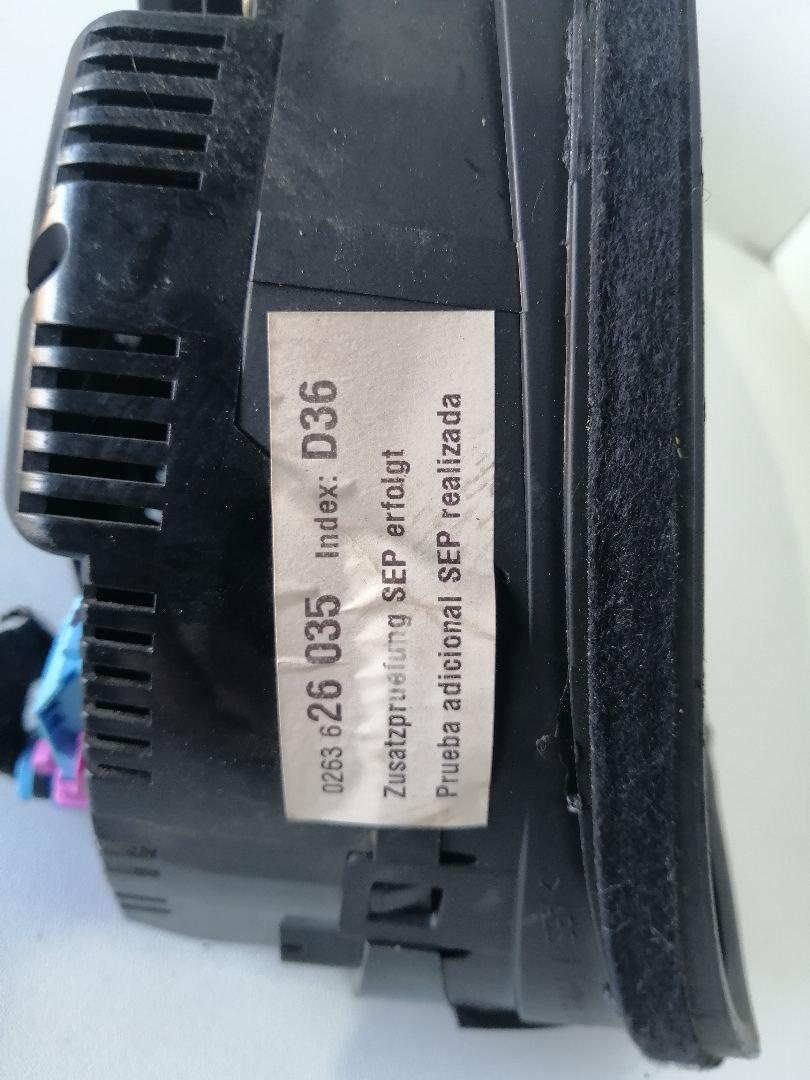 0263 626 035 Index: D36
Zusatzpruefung SEP erfolgt
Prueba adicional SEP realizada